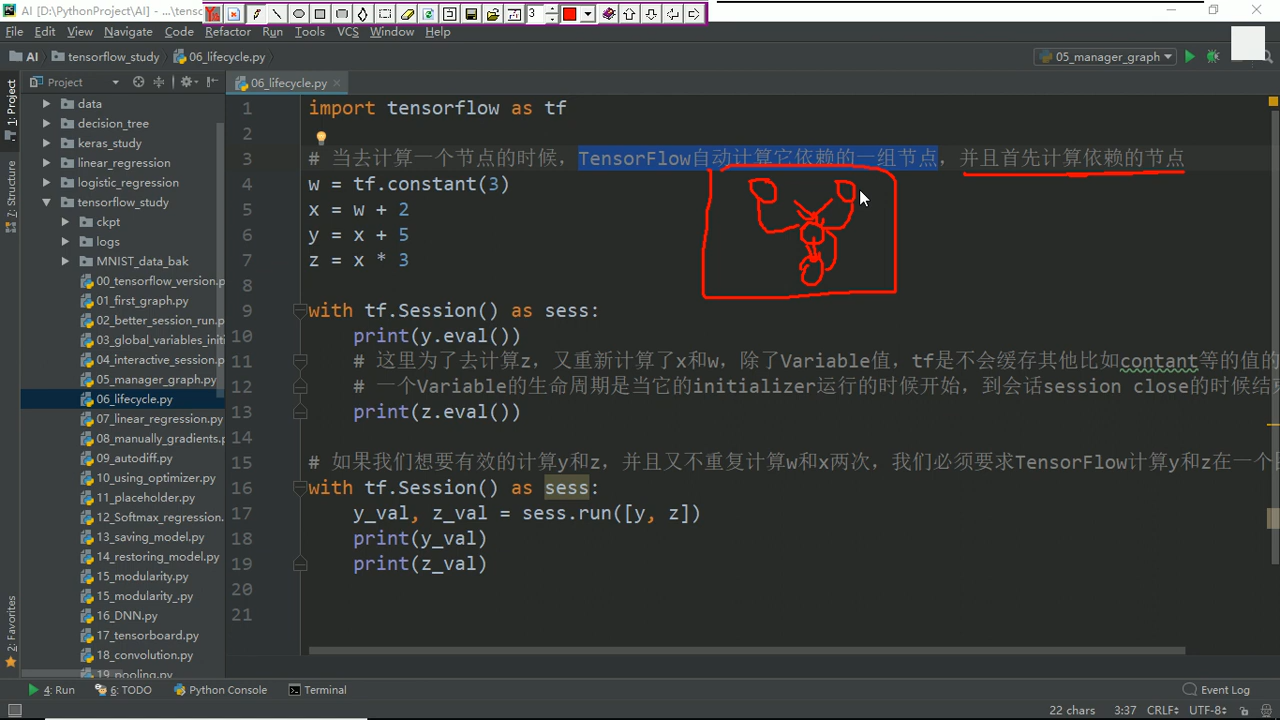 AI [D:\PythonProject\AI] - ...\tens
3
File Edit View Navigate Code Refactor Run Tools VCS Window Help
AI tensorflow_study 06_lifecycle.py
05_manager_graph
Project
06_lifecycle.py
1: Project
Z: Structure
2: Favorites
data
decision_tree
keras_study
linear_regression
logistic_regression
tensorflow_study
ckpt
logs
MNIST_data_bak
00_tensorflow_version.p
01_first_graph.py
02_better_session_run.p
03_global_variables_init
04_interactive_session.p
05_manager_graph.py
06_lifecycle.py
07_linear_regression.py
08_manually_gradients.p
09_autodiff.py
10_using_optimizer.py
11_placeholder.py
12_Softmax_regression.
13_saving_model.py
14_restoring_model.py
15_modularity.py
15_modularity_.py
16_DNN.py
17_tensorboard.py
18_convolution.py
19_pooling.py
1 import tensorflow as tf
2
3 # 当去计算一个节点的时候，TensorFlow自动计算它依赖的一组节点，并且首先计算依赖的节点
4 w = tf.constant(3)
5 x = w + 2
6 y = x + 5
7 z = x * 3
8
9 with tf.Session() as sess:
10 print(y.eval())
11 # 这里为了去计算z，又重新计算了x和w，除了Variable值，tf是不会缓存其他比如contant等的值的
12 # 一个Variable的生命周期是当它的initializer运行的时候开始，到会话session close的时候结束
13 print(z.eval())
14
15 # 如果我们想要有效的计算y和z，并且又不重复计算w和x两次，我们必须要求TensorFlow计算y和z在一个
16 with tf.Session() as sess:
17 y_val, z_val = sess.run([y, z])
18 print(y_val)
19 print(z_val)
20
21
4: Run 6: TODO Python Console Terminal Event Log
22 chars 3:37 CRLF UTF-8